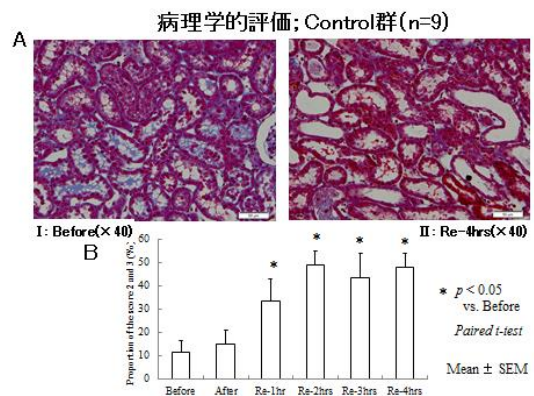 病理学的評価; Control群(n=9)
A
I: Before(×40)
II: Re-4hrs(×40)
B
Proportion of the score 2 and 3 (%)
60
50
40
30
20
10
0
* * * *
Before After Re-1hr Re-2hrs Re-3hrs Re-4hrs
* p < 0.05
vs. Before
Paired t-test
Mean ± SEM